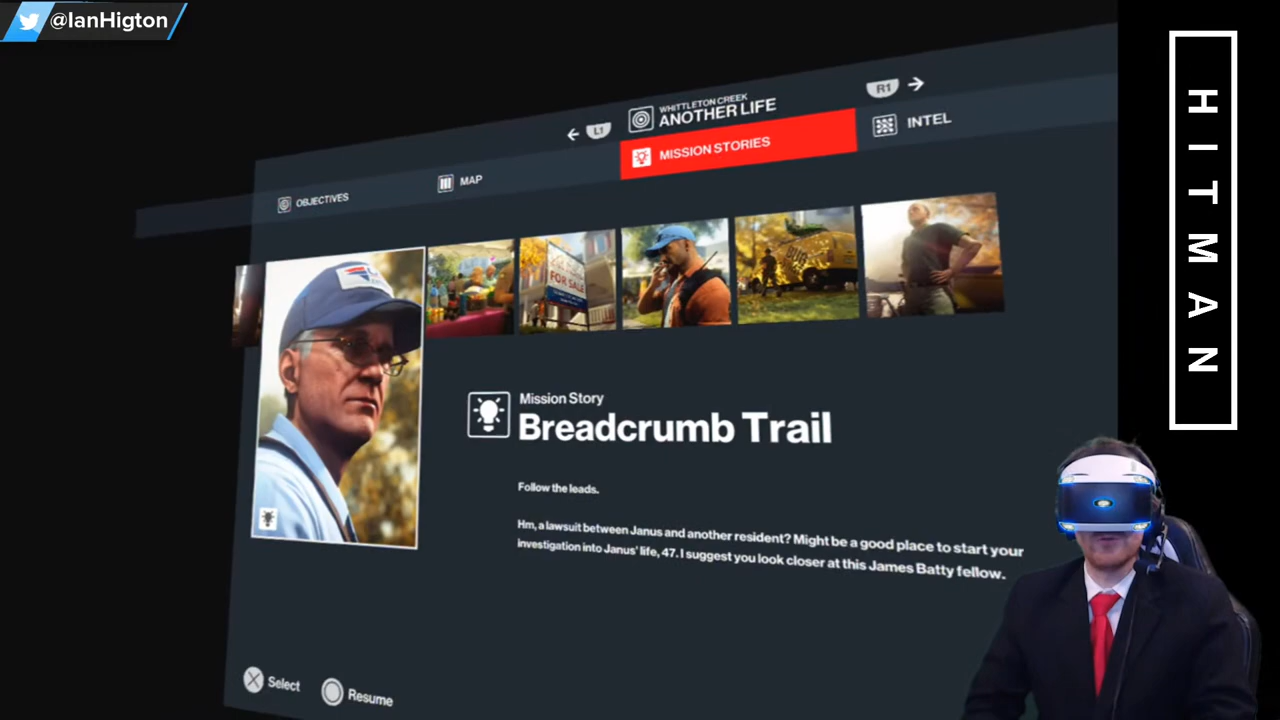 @IanHigton
WHITTLETON CREEK
ANOTHER LIFE
L1
R1
OBJECTIVES
MAP
MISSION STORIES
INTEL
FOR SALE
Mission Story
Breadcrumb Trail
Follow the leads.
Hm, a lawsuit between Janus and another resident? Might be a good place to start your
investigation into Janus' life, 47. I suggest you look closer at this James Batty fellow.
Select
Resume
HITMAN